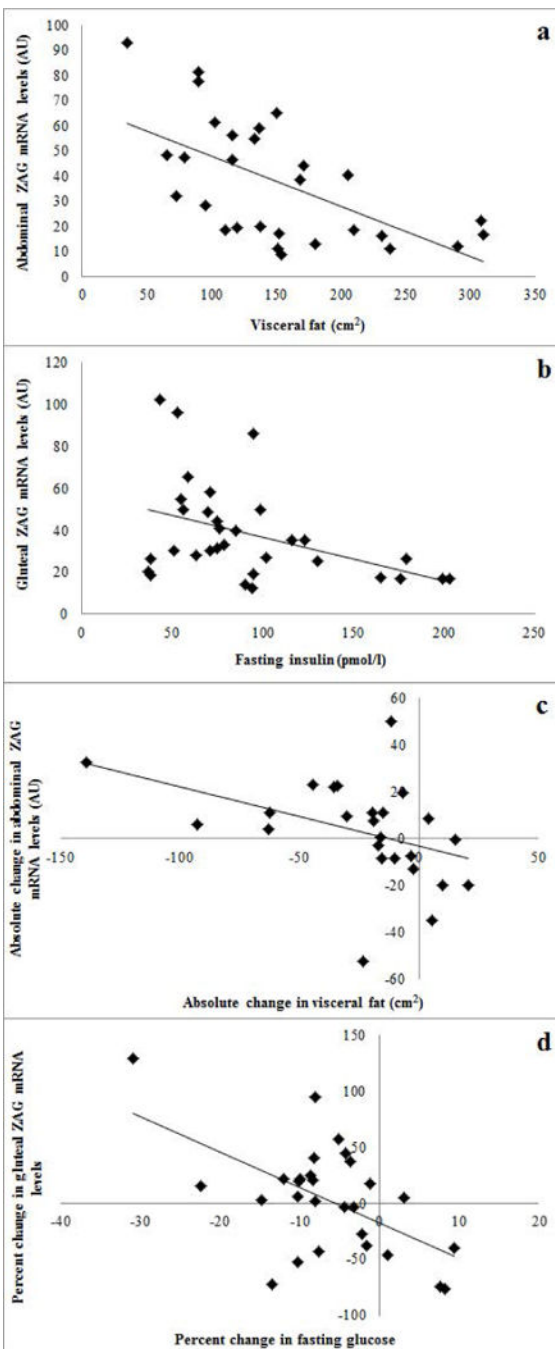 a
Abdominal ZAG mRNA levels (AU)
100
90
80
70
60
50
40
30
20
10
0
0 50 100 150 200 250 300 350
Visceral fat (cm²)
b
Gluteal ZAG mRNA levels (AU)
120
100
80
60
40
20
0
0 50 100 150 200 250
Fasting insulin (pmol/l)
c
Absolute change in abdominal ZAG
mRNA levels (AU)
60
40
20
0
-20
-40
-60
-150 -100 -50 0 50
Absolute change in visceral fat (cm²)
d
Percent change in gluteal ZAG mRNA
levels
150
100
50
0
-50
-100
-40 -30 -20 -10 0 10 20
Percent change in fasting glucose